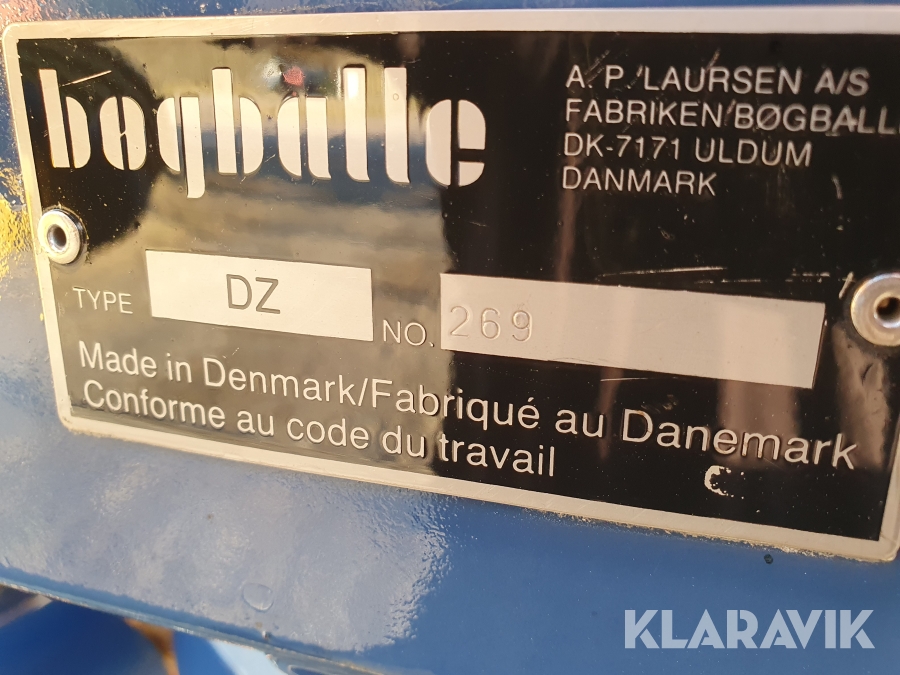 bogballe
A. P. LAURSEN A/S
FABRIKEN BØGBALLE
DK-7171 ULDUM
DANMARK
TYPE DZ NO. 269
Made in Denmark/Fabriqué au Danemark
Conforme au code du travail
KLARAVIK